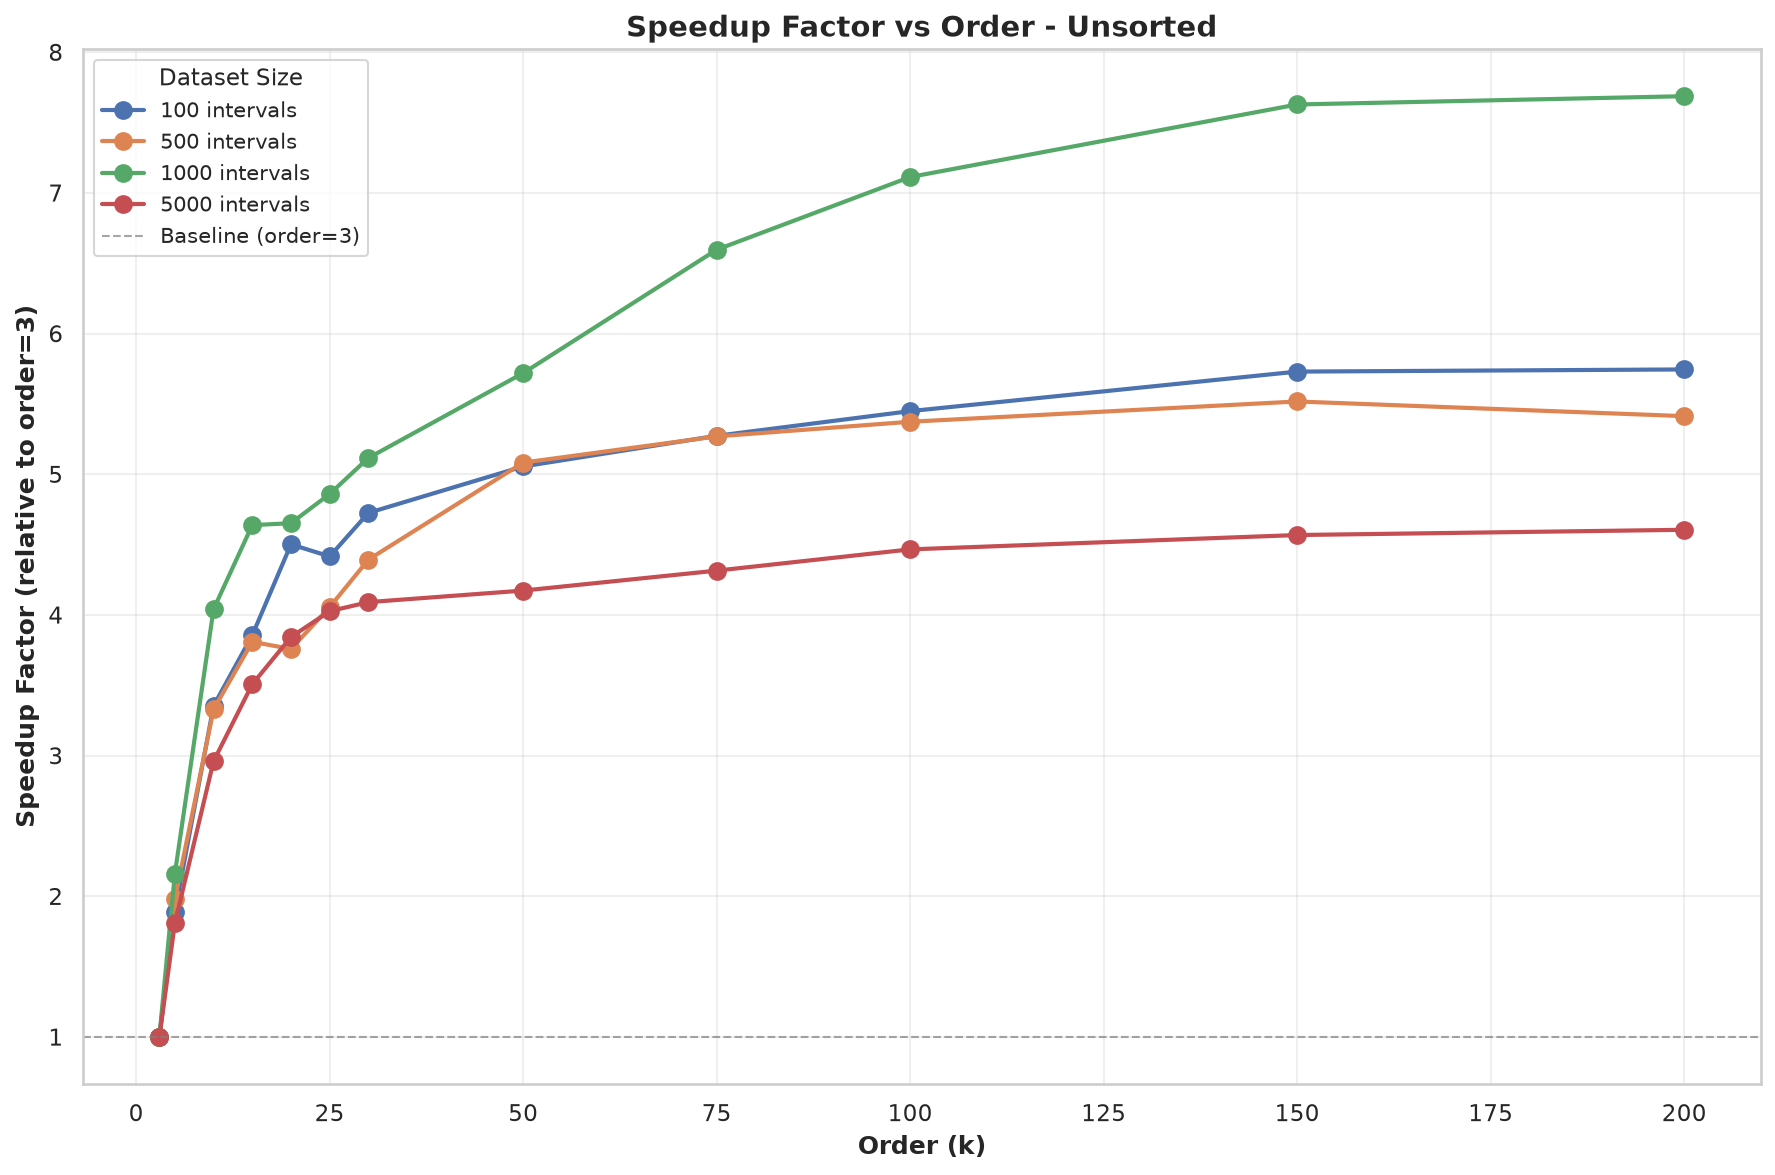 Speedup Factor vs Order - Unsorted
Dataset Size
100 intervals
500 intervals
1000 intervals
5000 intervals
Baseline (order=3)
Speedup Factor (relative to order=3)
8
7
6
5
4
3
2
1
0 25 50 75 100 125 150 175 200
Order (k)